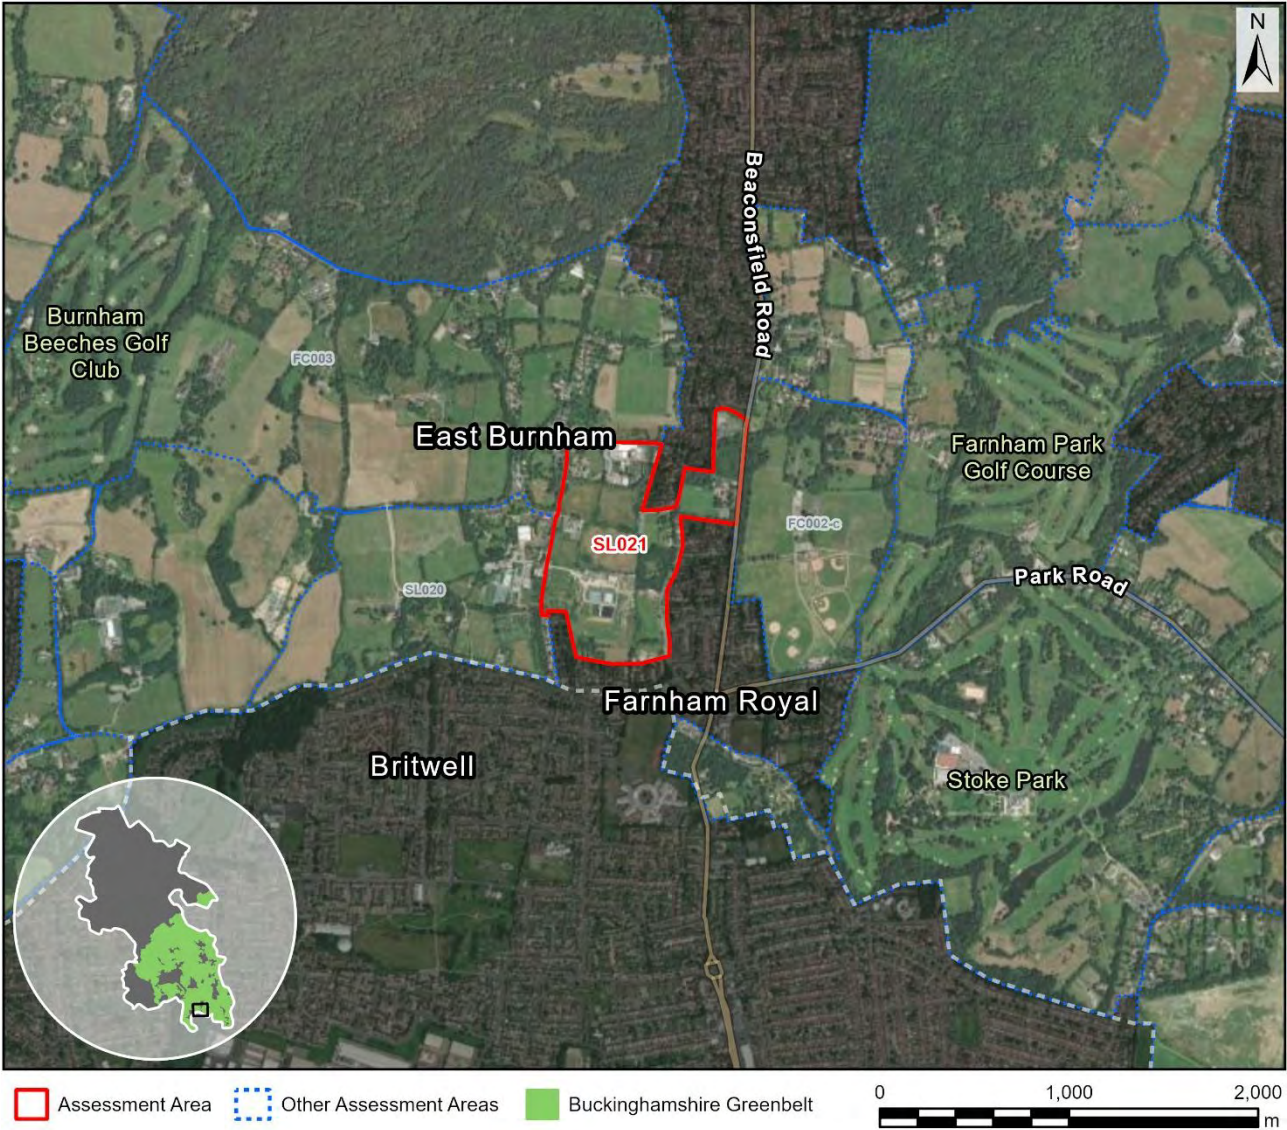 N
Beaconsfield Road
Burnham
Beeches Golf
Club
FC003
East Burnham
Farnham Park
Golf Course
SL021
FC002-c
SL020
Park Road
Farnham Royal
Britwell
Stoke Park
Assessment Area
Other Assessment Areas
Buckinghamshire Greenbelt
0
1,000
2,000
m